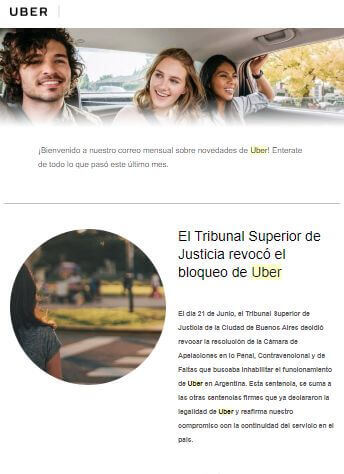 UBER
¡Bienvenido a nuestro correo mensual sobre novedades de Uber! Enterate
de todo lo que pasó este último mes.
El Tribunal Superior de
Justicia revocó el
bloqueo de Uber
El día 21 de Junio, el Tribunal Superior de
Justicia de la Ciudad de Buenos Aires decidió
revocar la resolución de la Cámara de
Apelaciones en lo Penal, Contravencional y de
Faltas que buscaba inhabilitar el funcionamiento
de Uber en Argentina. Esta sentencia, se suma a
las otras sentencias firmes que ya declararon la
legalidad de Uber y reafirma nuestro
compromiso con la continuidad del servicio en el
país.